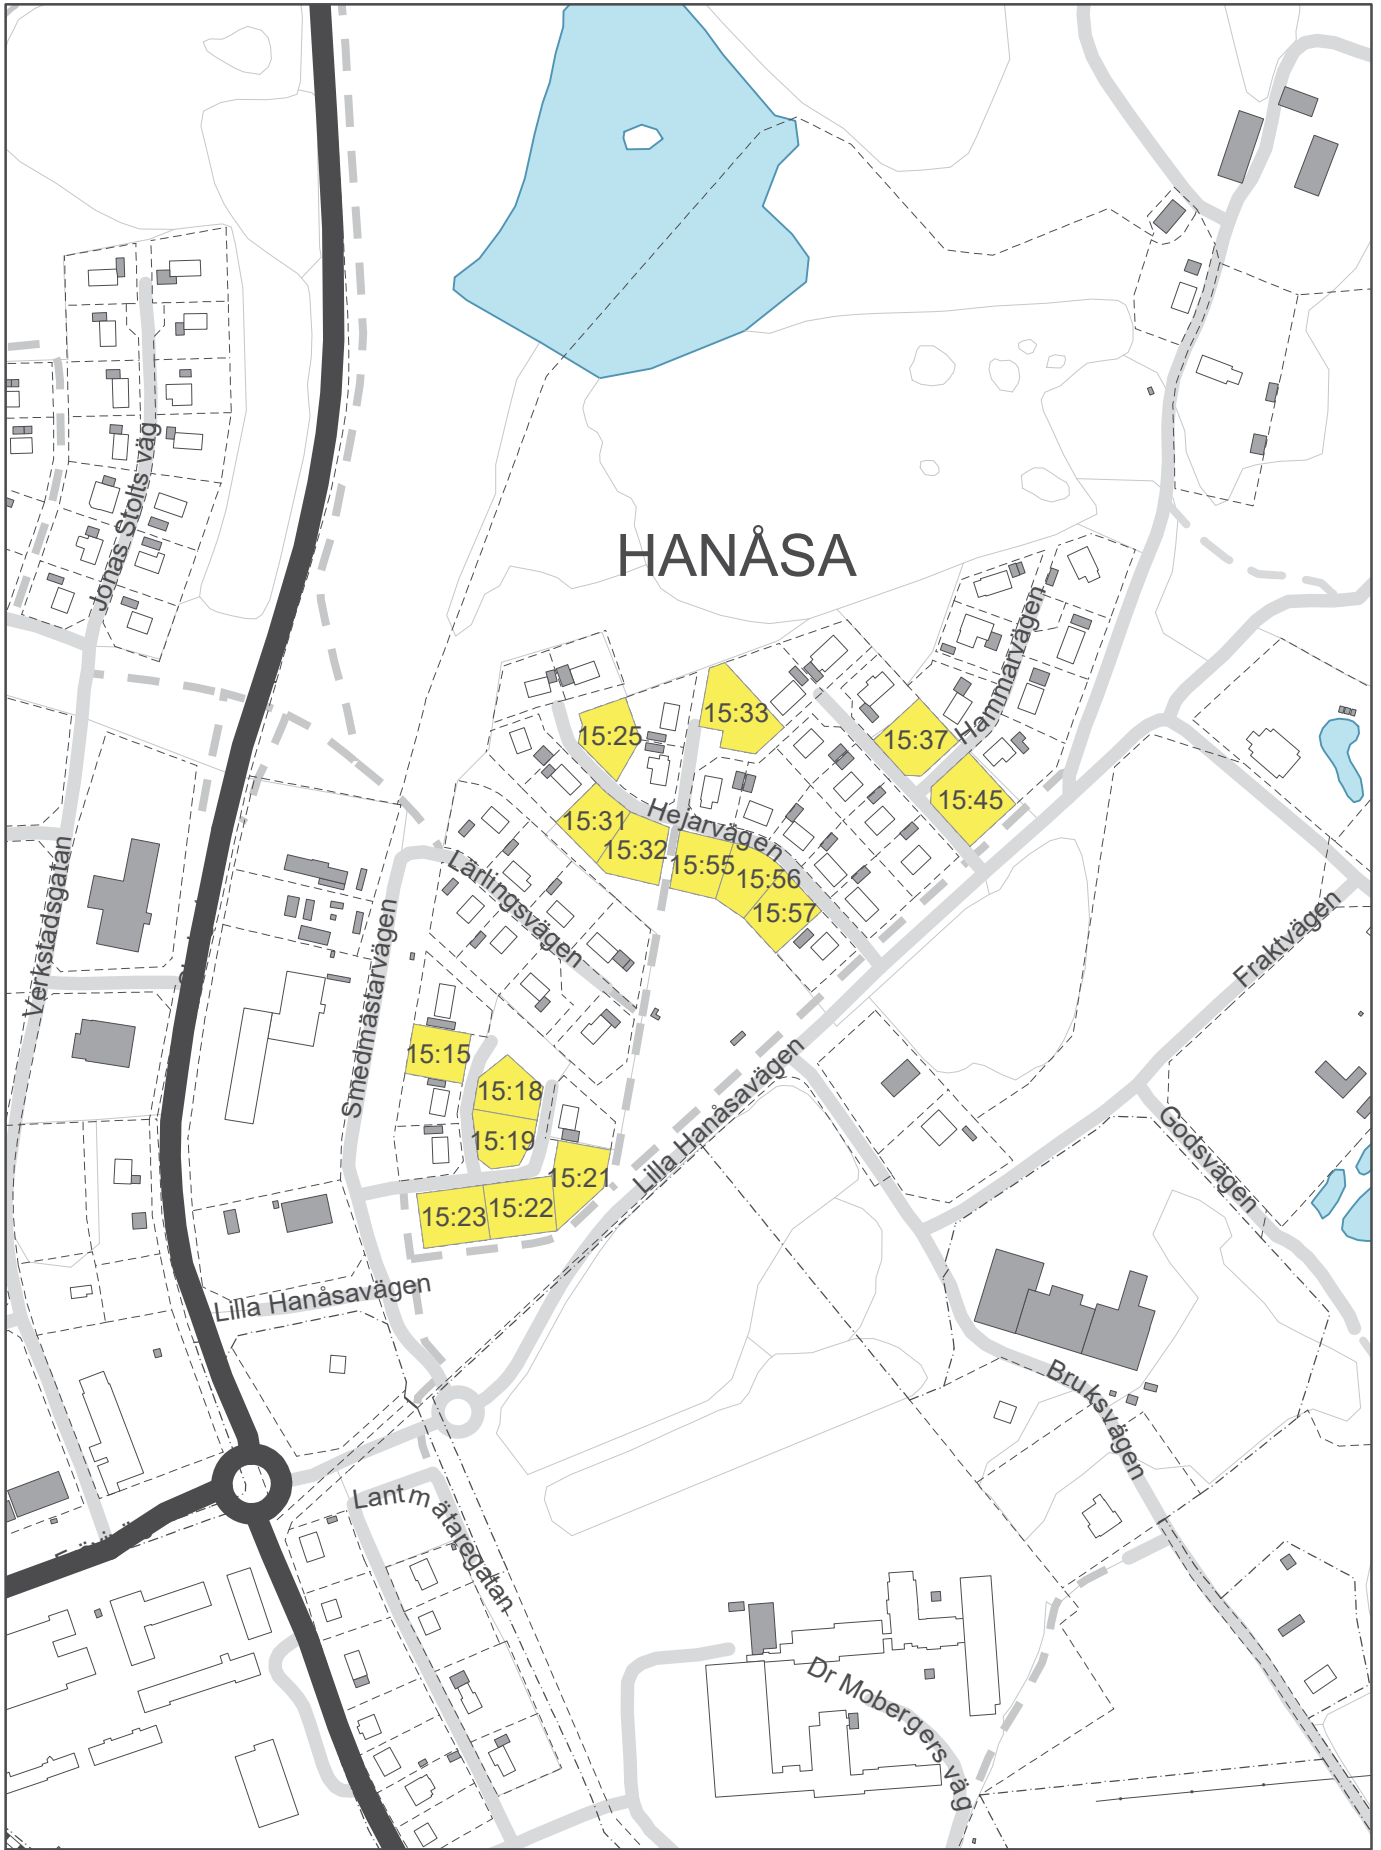 HANÅSA
Jonas Stolts väg
Hammarvägen
15:33
15:25
15:37
15:45
Hejarvägen
15:31
15:32
15:55
15:56
15:57
Lärlingsvägen
Verkstadsgatan
Smedmästarvägen
Fraktvägen
15:15
15:18
15:19
15:21
15:22
15:23
Lilla Hanåsavägen
Godsvägen
Lilla Hanåsavägen
Bruksvägen
Lantmätaregatan
Dr Mobergers väg